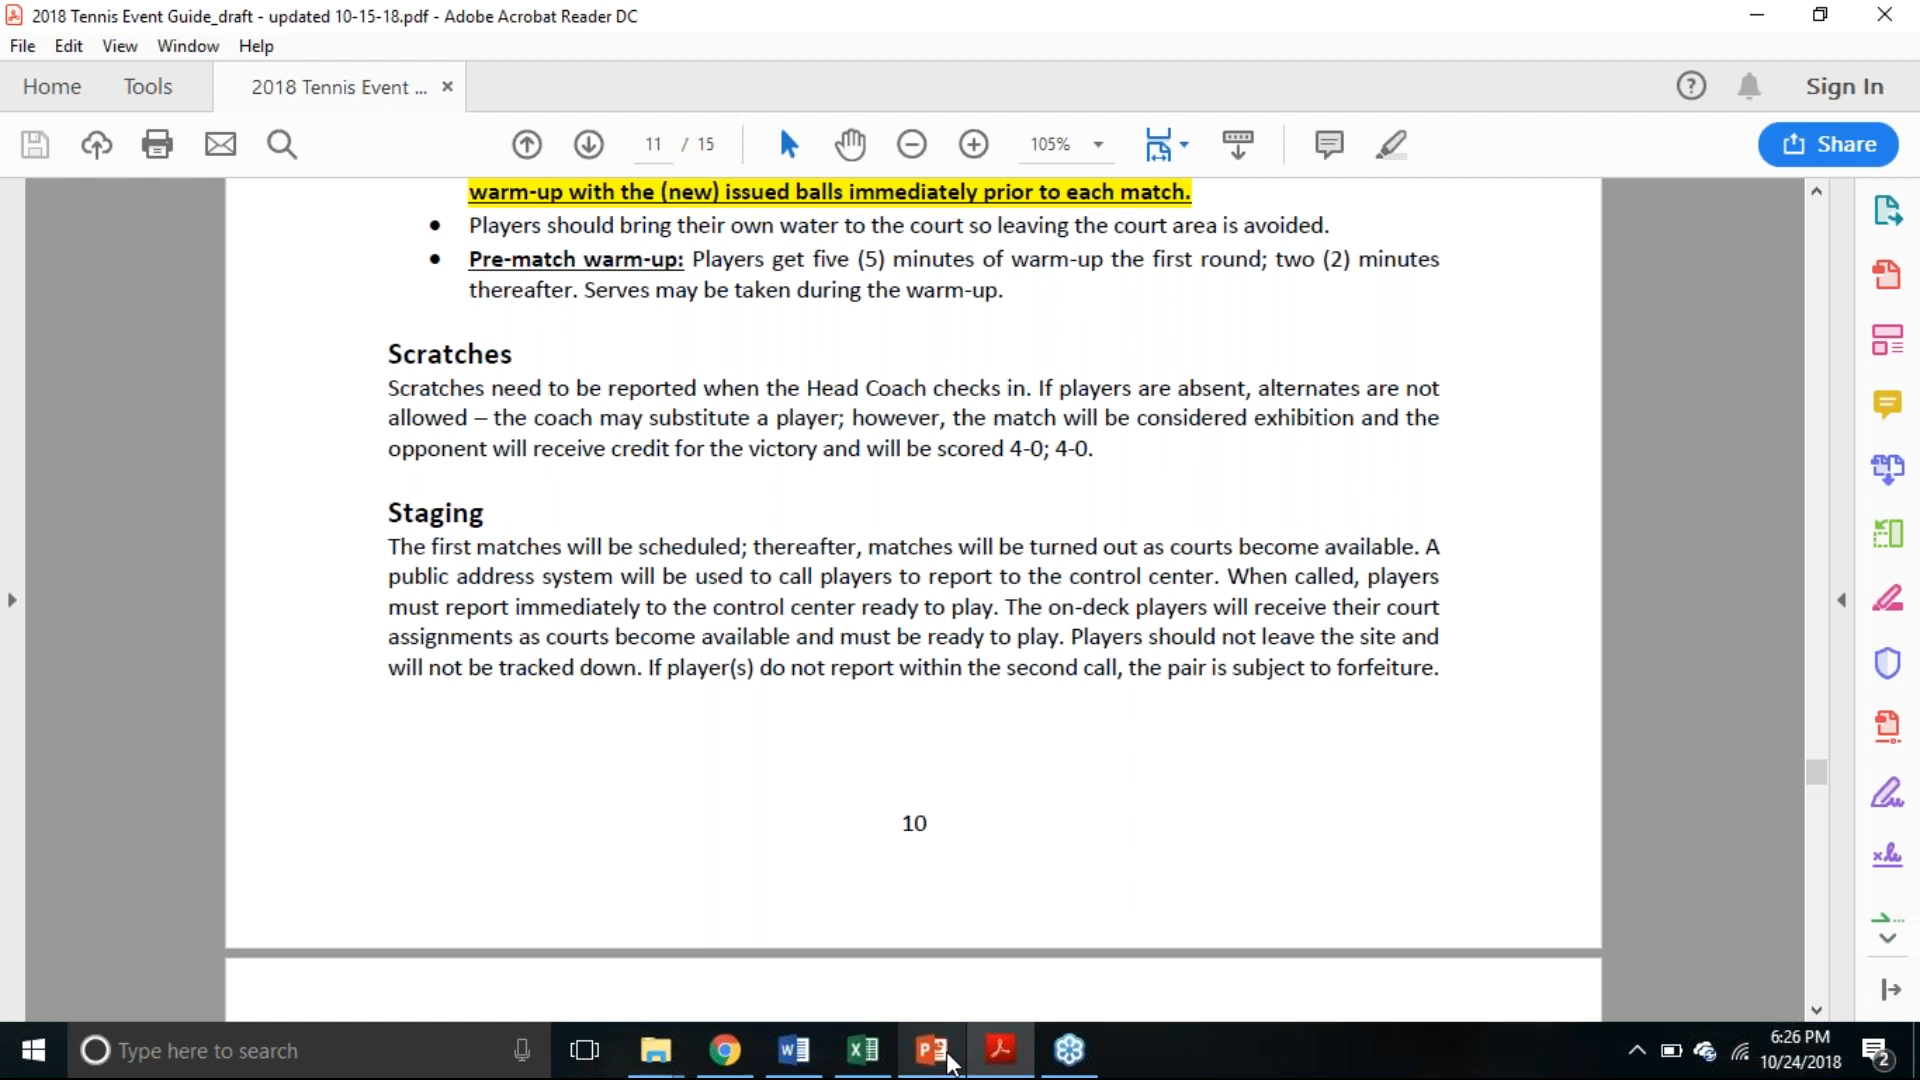 2018 Tennis Event Guide_draft - updated 10-15-18.pdf - Adobe Acrobat Reader DC
File Edit View Window Help
Home Tools 2018 Tennis Event ... × Sign In
11 / 15 105% Share
warm-up with the (new) issued balls immediately prior to each match.
• Players should bring their own water to the court so leaving the court area is avoided.
• Pre-match warm-up: Players get five (5) minutes of warm-up the first round; two (2) minutes
thereafter. Serves may be taken during the warm-up.
Scratches
Scratches need to be reported when the Head Coach checks in. If players are absent, alternates are not
allowed – the coach may substitute a player; however, the match will be considered exhibition and the
opponent will receive credit for the victory and will be scored 4-0; 4-0.
Staging
The first matches will be scheduled; thereafter, matches will be turned out as courts become available. A
public address system will be used to call players to report to the control center. When called, players
must report immediately to the control center ready to play. The on-deck players will receive their court
assignments as courts become available and must be ready to play. Players should not leave the site and
will not be tracked down. If player(s) do not report within the second call, the pair is subject to forfeiture.
10
Type here to search
6:26 PM
10/24/2018
2